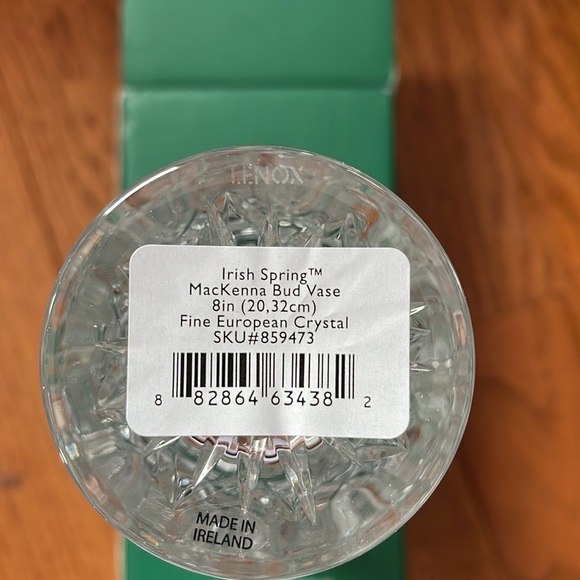 LENOX
Irish Spring™
MacKenna Bud Vase
8in (20,32cm)
Fine European Crystal
SKU#859473
8 82864 63438 2
MADE IN
IRELAND